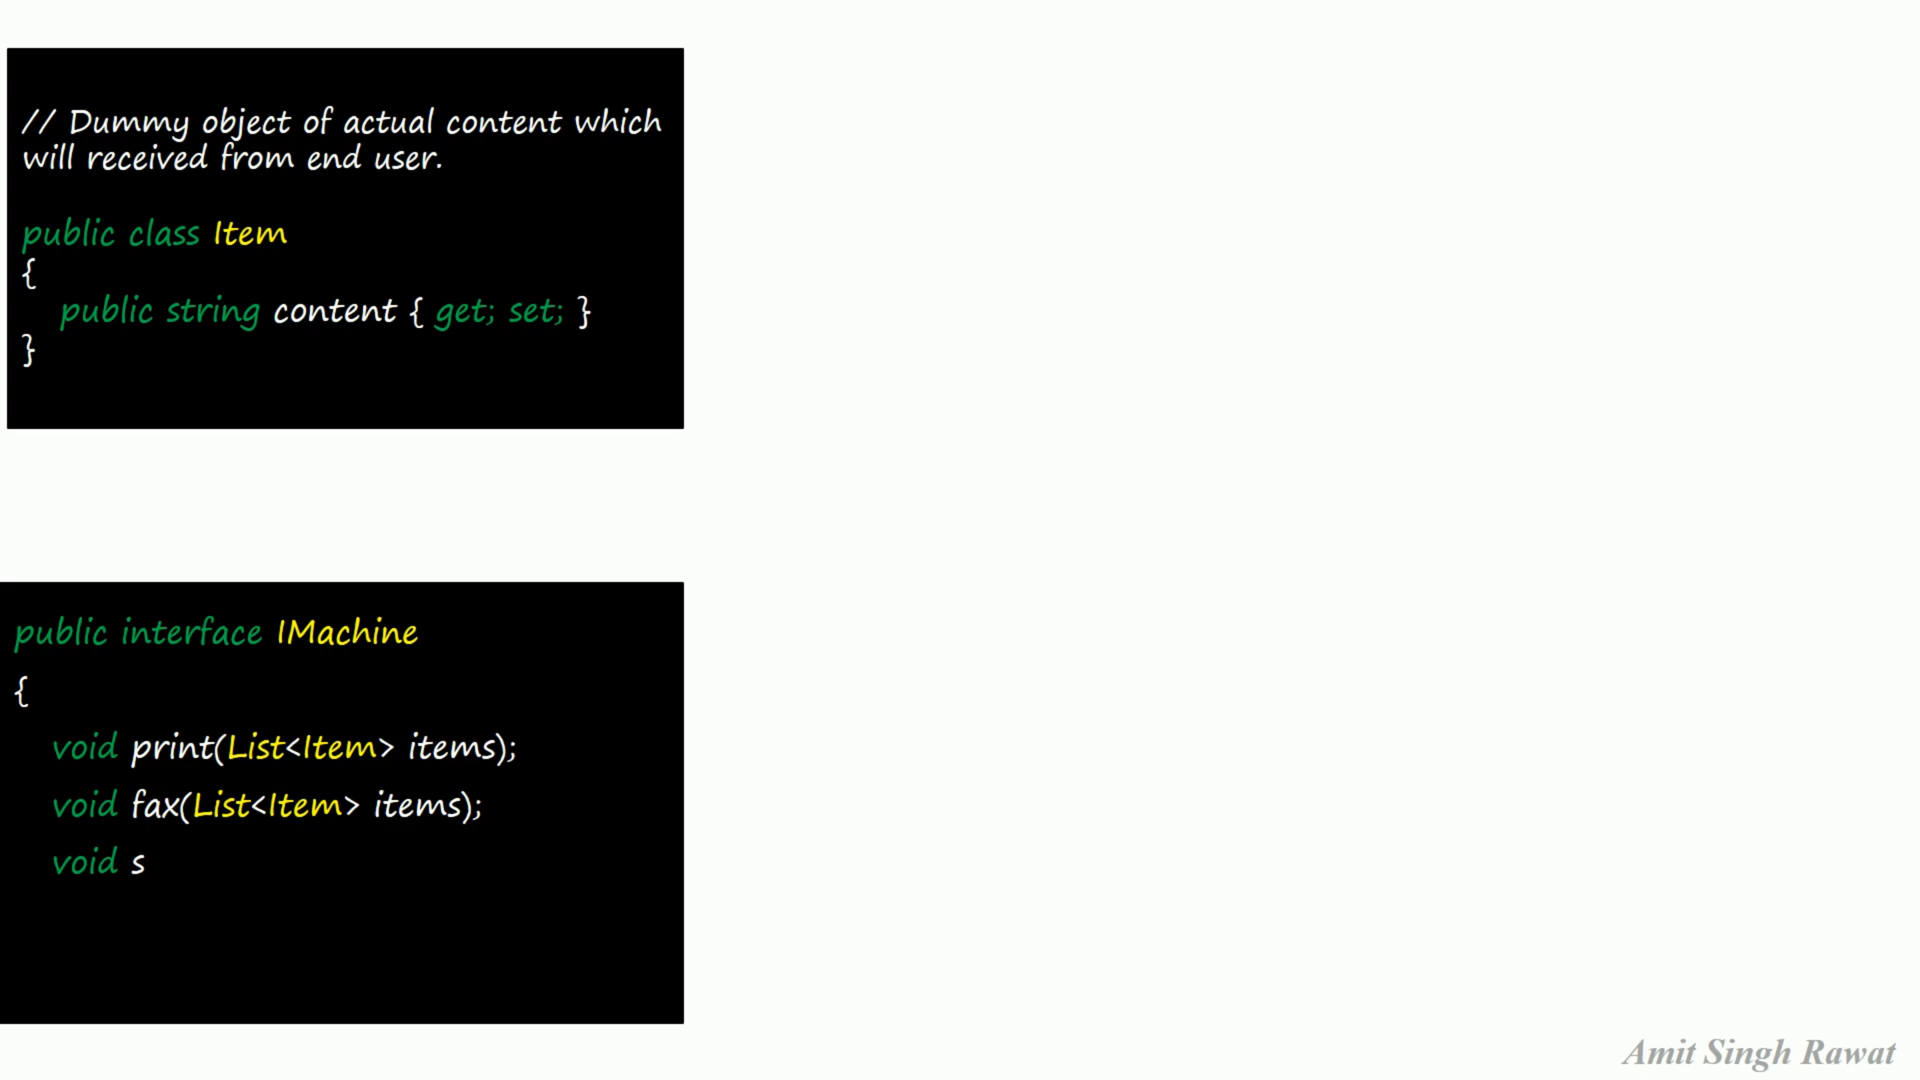 // Dummy object of actual content which
will received from end user.
public class Item
{
public string content { get; set; }
}
public interface IMachine
{
void print(List<Item> items);
void fax(List<Item> items);
void s
Amit Singh Rawat